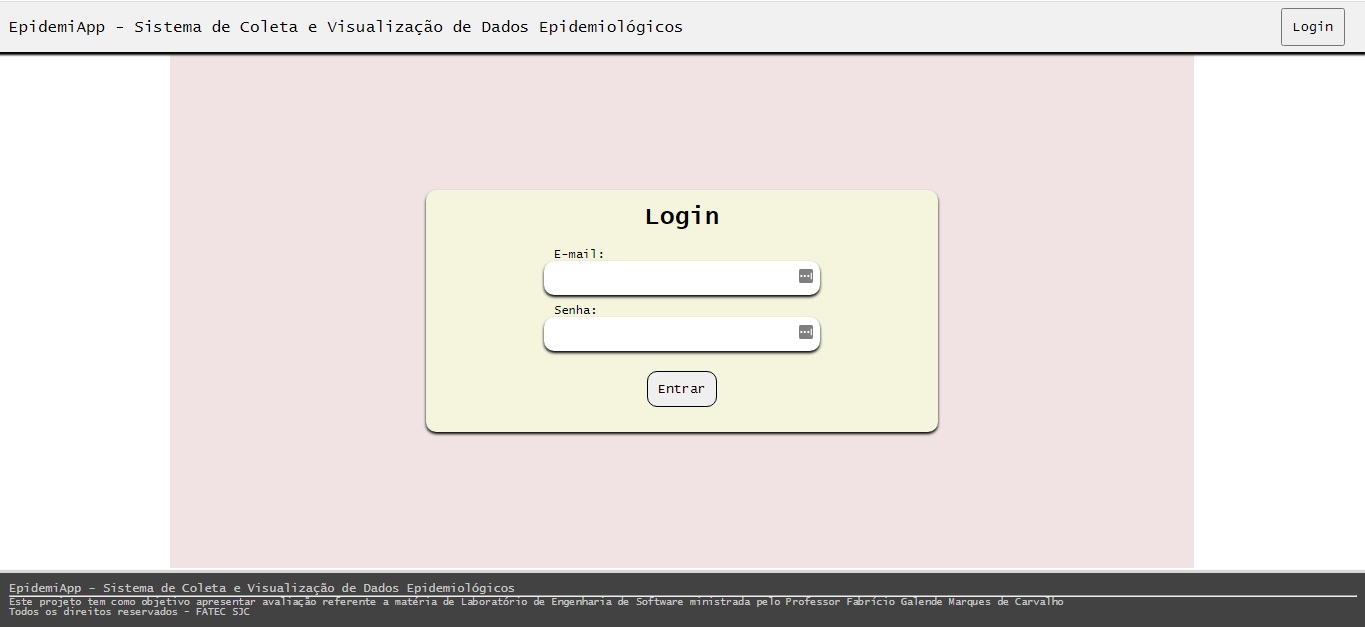 EpidemiApp - Sistema de Coleta e Visualização de Dados Epidemiológicos
Login
Login
E-mail:
Senha:
Entrar
EpidemiApp - Sistema de Coleta e Visualização de Dados Epidemiológicos
Este projeto tem como objetivo apresentar avaliação referente a matéria de Laboratório de Engenharia de Software ministrada pelo Professor Fabrício Galende Marques de Carvalho
Todos os direitos reservados - FATEC SJC